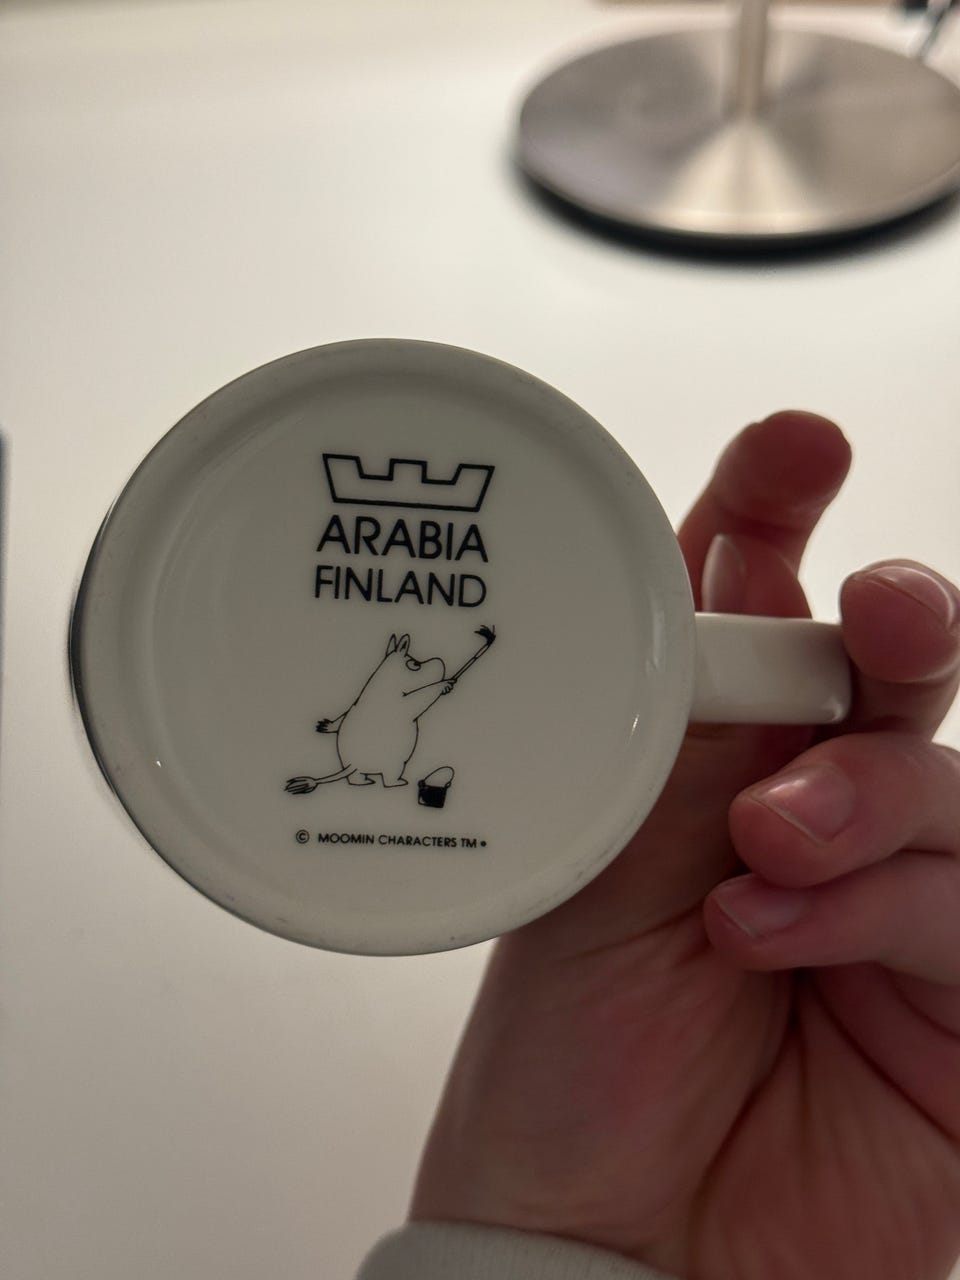 ARABIA
FINLAND
© MOOMIN CHARACTERS TM •